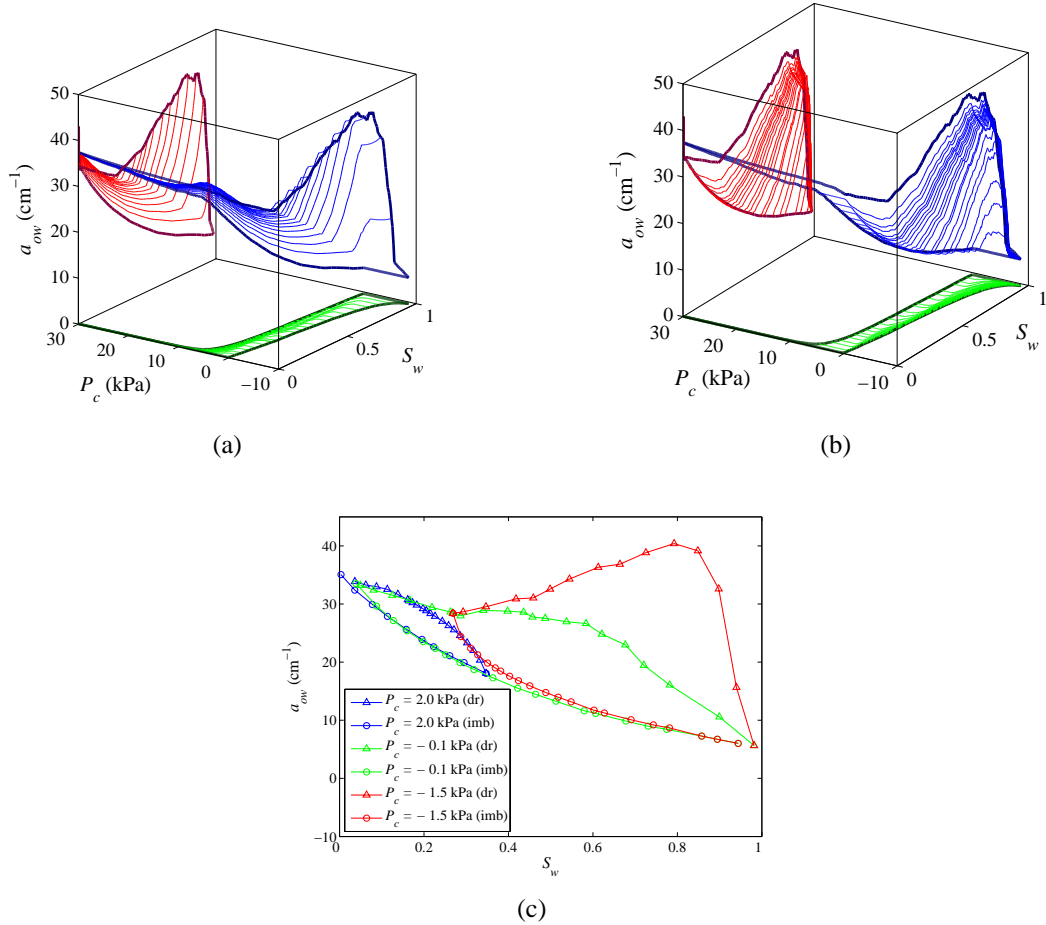 50
40
30
20
10
0
a_ow (cm⁻¹)
30
20
10
0
−10
P_c (kPa)
0
0.5
1
S_w
(a)
50
40
30
20
10
0
a_ow (cm⁻¹)
30
20
10
0
−10
P_c (kPa)
0
0.5
1
S_w
(b)
40
30
20
10
0
−10
a_ow (cm⁻¹)
P_c = 2.0 kPa (dr)
P_c = 2.0 kPa (imb)
P_c = − 0.1 kPa (dr)
P_c = − 0.1 kPa (imb)
P_c = − 1.5 kPa (dr)
P_c = − 1.5 kPa (imb)
0 0.2 0.4 0.6 0.8 1
S_w
(c)